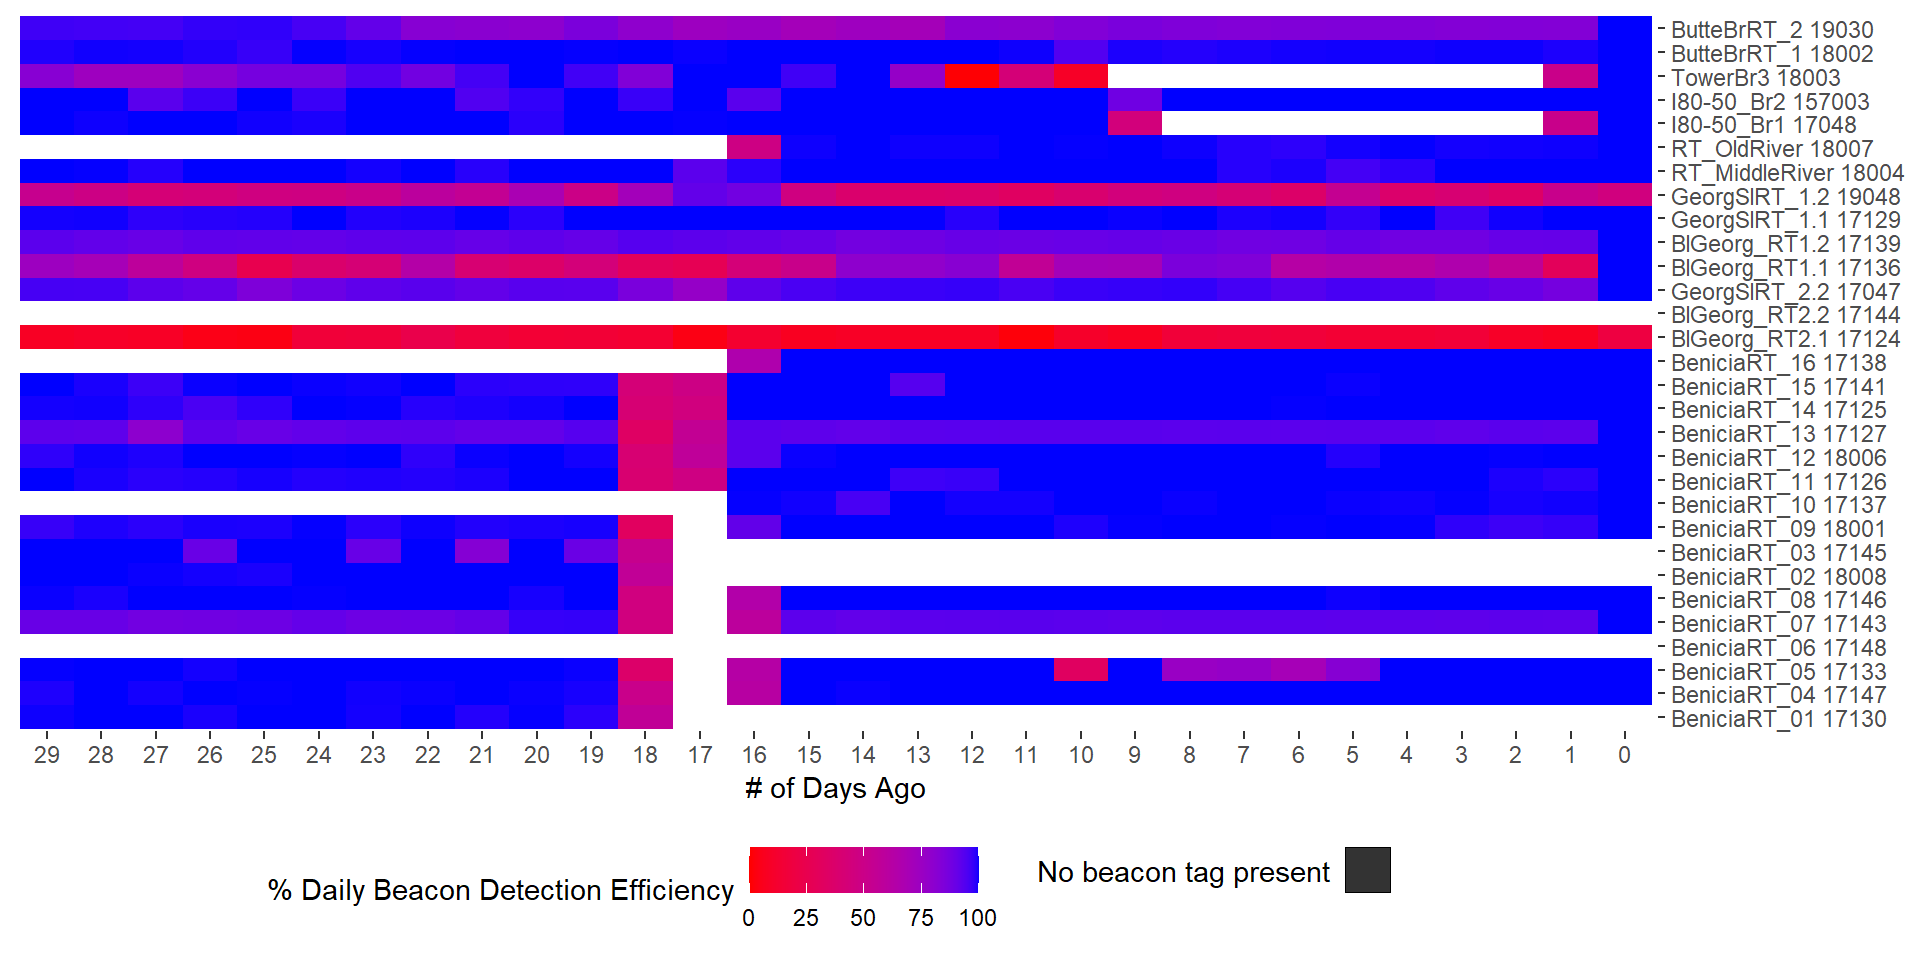 ButteBrRT_2 19030
ButteBrRT_1 18002
TowerBr3 18003
I80-50_Br2 157003
I80-50_Br1 17048
RT_OldRiver 18007
RT_MiddleRiver 18004
GeorgSlRT_1.2 19048
GeorgSlRT_1.1 17129
BlGeorg_RT1.2 17139
BlGeorg_RT1.1 17136
GeorgSlRT_2.2 17047
BlGeorg_RT2.2 17144
BlGeorg_RT2.1 17124
BeniciaRT_16 17138
BeniciaRT_15 17141
BeniciaRT_14 17125
BeniciaRT_13 17127
BeniciaRT_12 18006
BeniciaRT_11 17126
BeniciaRT_10 17137
BeniciaRT_09 18001
BeniciaRT_03 17145
BeniciaRT_02 18008
BeniciaRT_08 17146
BeniciaRT_07 17143
BeniciaRT_06 17148
BeniciaRT_05 17133
BeniciaRT_04 17147
BeniciaRT_01 17130
29 28 27 26 25 24 23 22 21 20 19 18 17 16 15 14 13 12 11 10 9 8 7 6 5 4 3 2 1 0
# of Days Ago
% Daily Beacon Detection Efficiency
0 25 50 75 100
No beacon tag present